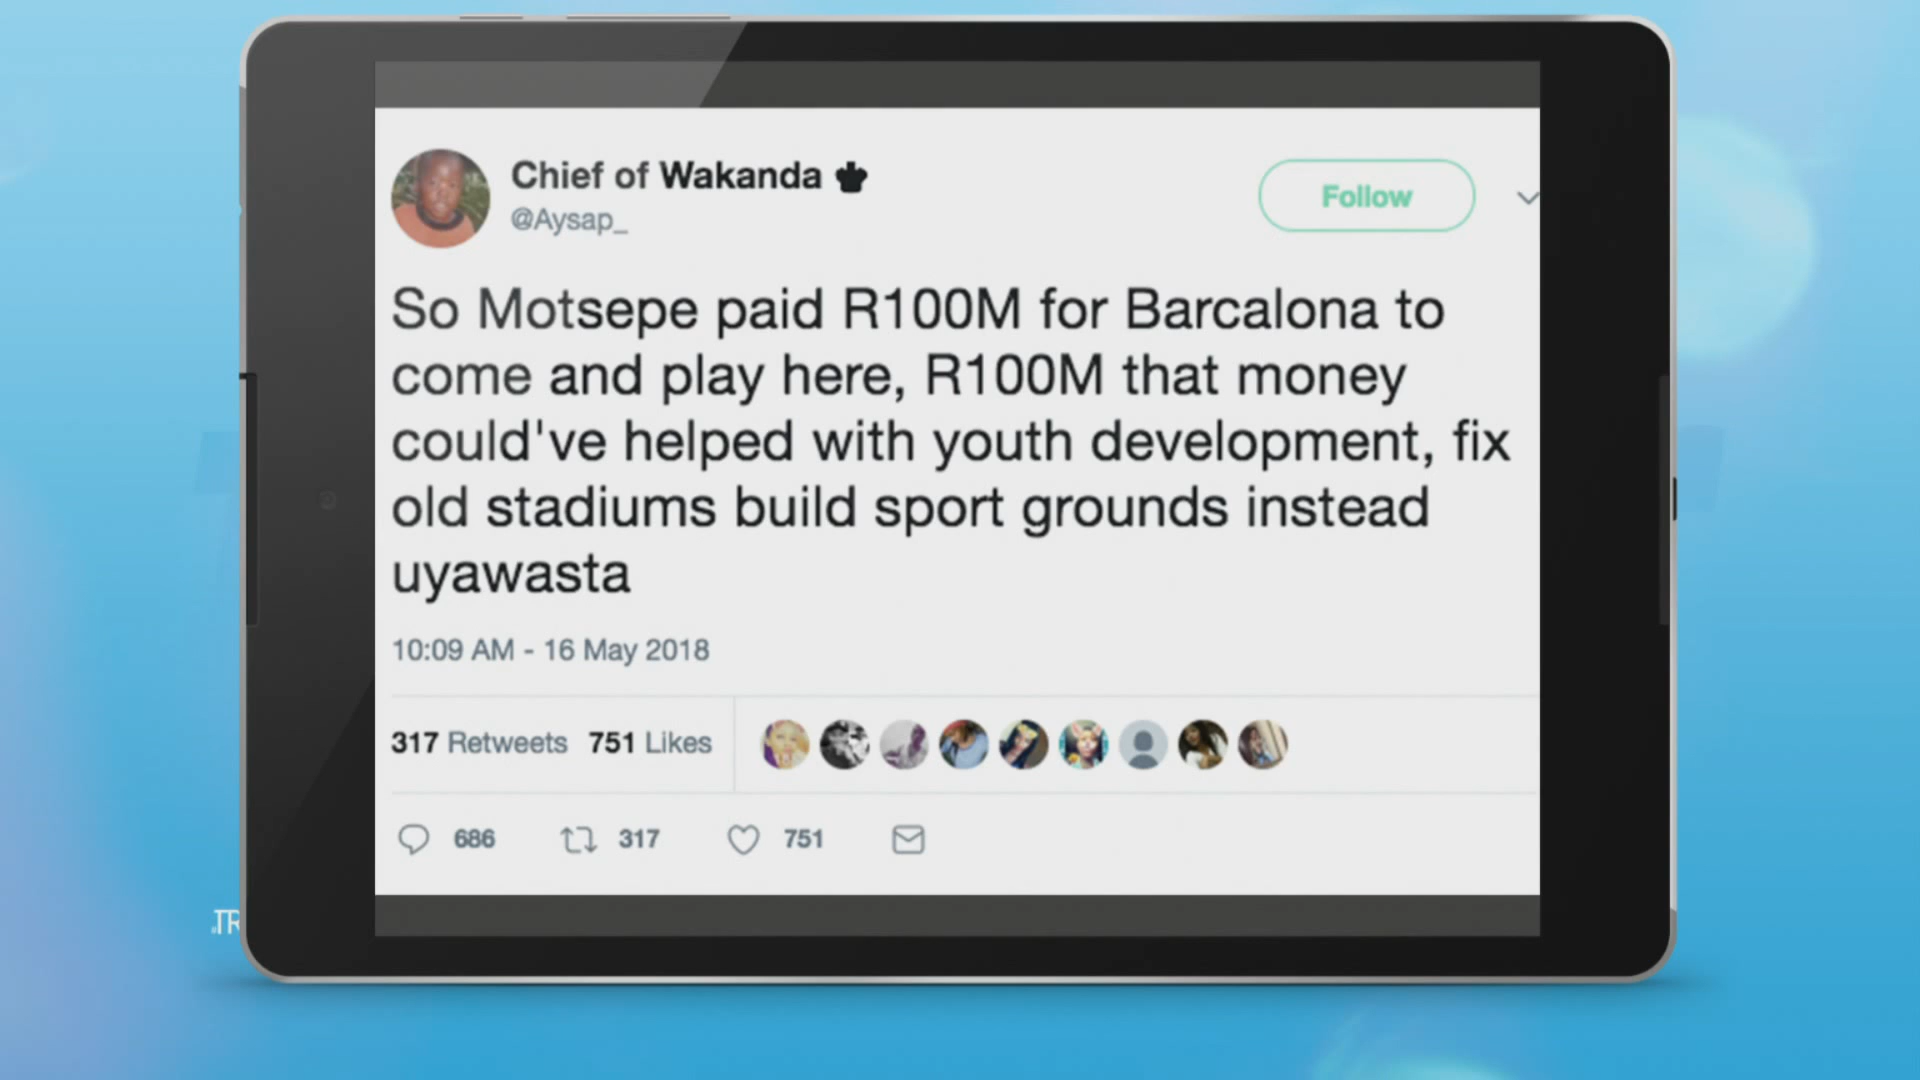 Chief of Wakanda
@Aysap_
Follow
So Motsepe paid R100M for Barcalona to
come and play here, R100M that money
could've helped with youth development, fix
old stadiums build sport grounds instead
uyawasta
10:09 AM - 16 May 2018
317 Retweets 751 Likes
686 317 751
.TR